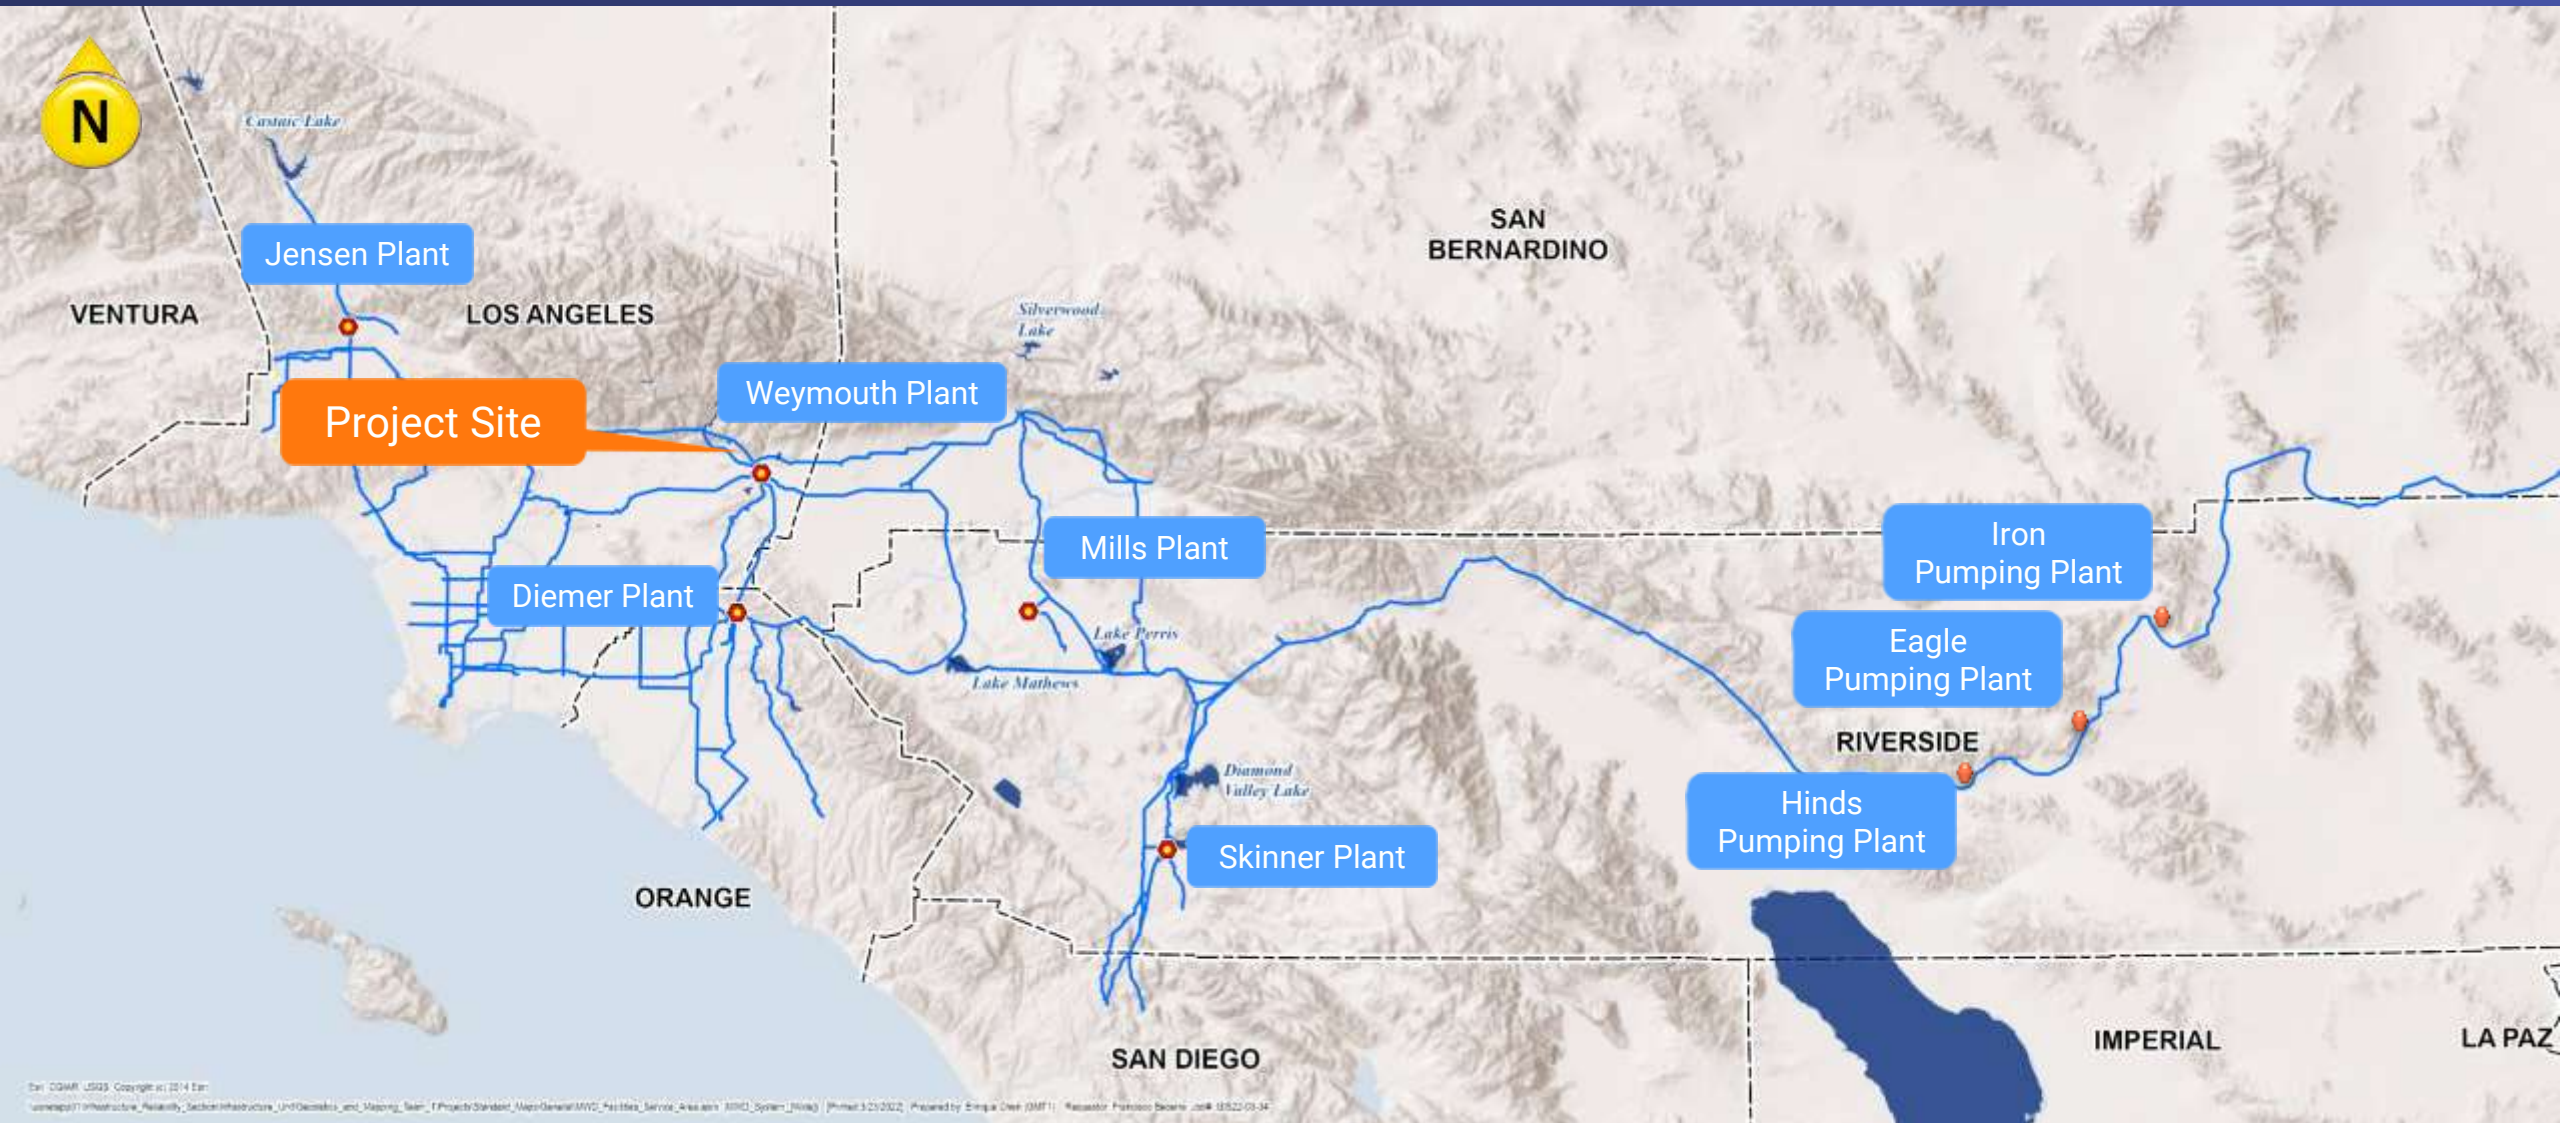 N
Castaic Lake
Jensen Plant
VENTURA
LOS ANGELES
SAN
BERNARDINO
Silverwood
Lake
Weymouth Plant
Project Site
Mills Plant
Iron
Pumping Plant
Diemer Plant
Eagle
Pumping Plant
Lake Perris
Lake Mathews
RIVERSIDE
Diamond
Valley Lake
Hinds
Pumping Plant
Skinner Plant
ORANGE
SAN DIEGO
IMPERIAL
LA PAZ